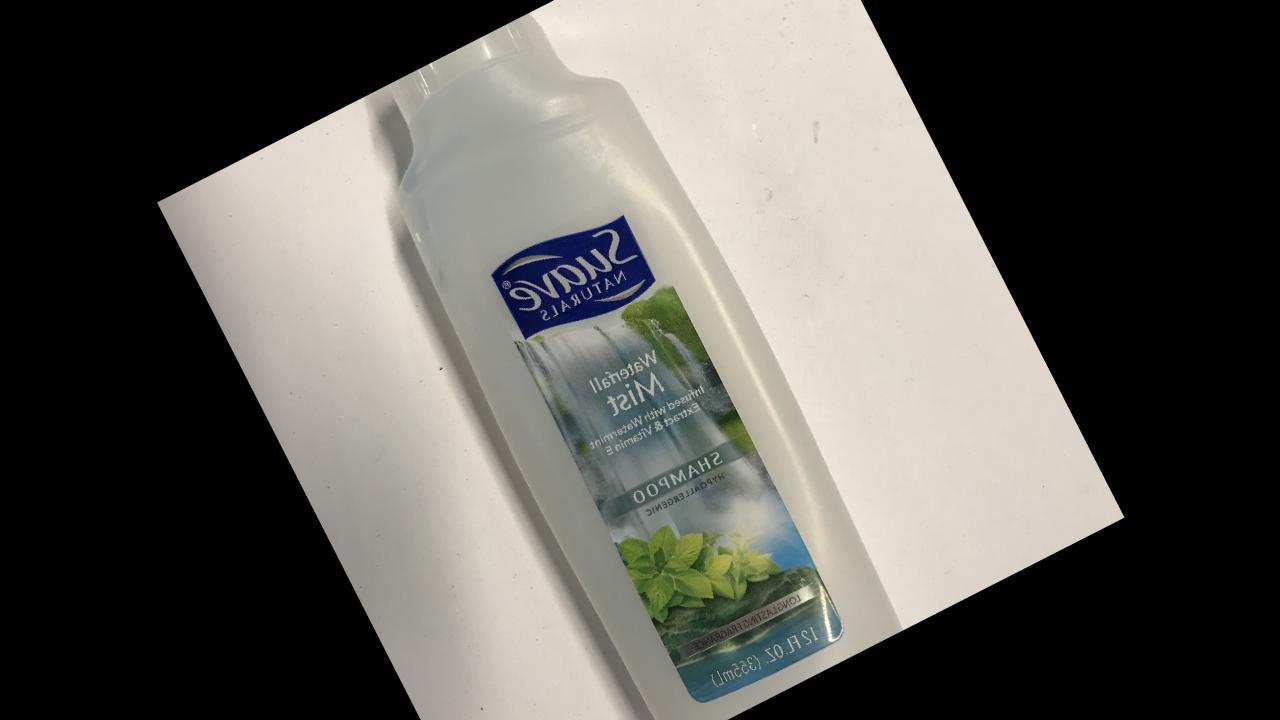 Suave®
NATURALS
Waterfall
Mist
Infused with Watermint
Extract & Vitamin E
SHAMPOO
HYPOALLERGENIC
LONG LASTING FRAGRANCE
12 FL. OZ. (355mL)